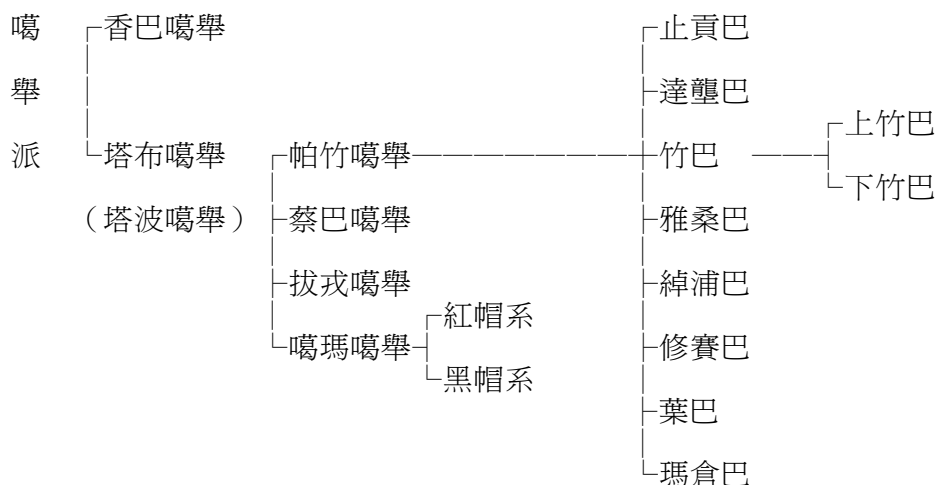 噶 香巴噶舉 止貢巴
舉 達壟巴
上竹巴
派 塔布噶舉 帕竹噶舉 竹巴
下竹巴
（塔波噶舉） 蔡巴噶舉 雅桑巴
拔戎噶舉 綽浦巴
紅帽系
噶瑪噶舉 修賽巴
黑帽系
葉巴
瑪倉巴